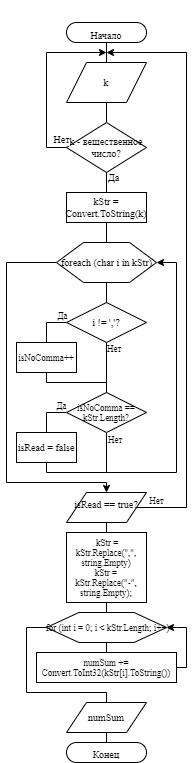 Начало
k
Нет
k - вещественное
число?
Да
kStr =
Convert.ToString(k)
foreach (char i in kStr)
i != ','?
Да
Нет
isNoComma++
isNoComma ==
kStr.Length?
Да
Нет
isRead = false
isRead == true?
Нет
kStr =
kStr.Replace(",",
string.Empty)
kStr =
kStr.Replace("-",
string.Empty);
for (int i = 0; i < kStr.Length; i++)
numSum +=
Convert.ToInt32(kStr[i].ToString())
numSum
Конец